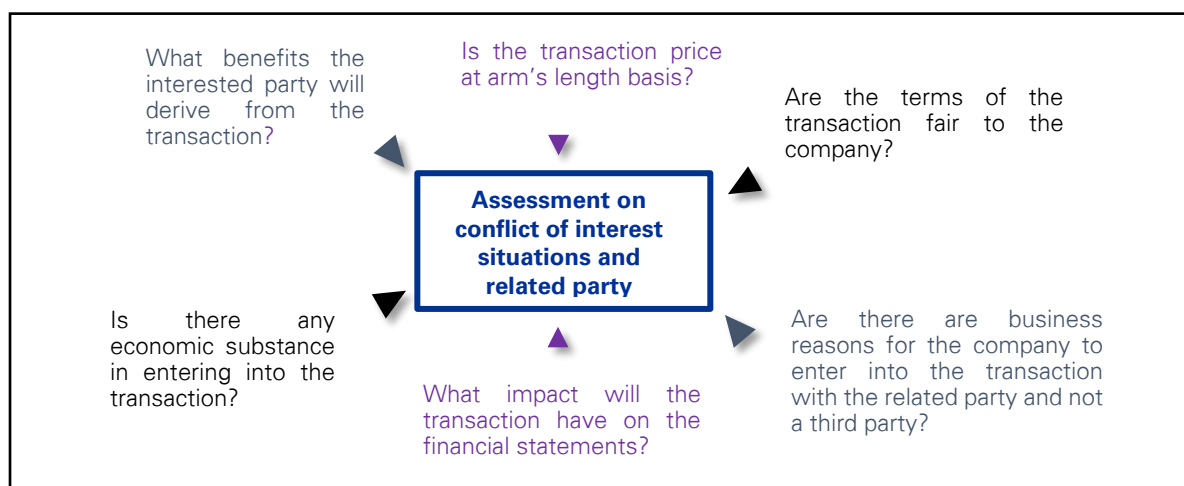 What benefits the
interested party will
derive from the
transaction?
Is the transaction price
at arm's length basis?
Are the terms of the
transaction fair to the
company?
Assessment on
conflict of interest
situations and
related party
Is there any
economic substance
in entering into the
transaction?
What impact will the
transaction have on the
financial statements?
Are there are business
reasons for the company to
enter into the transaction
with the related party and not
a third party?